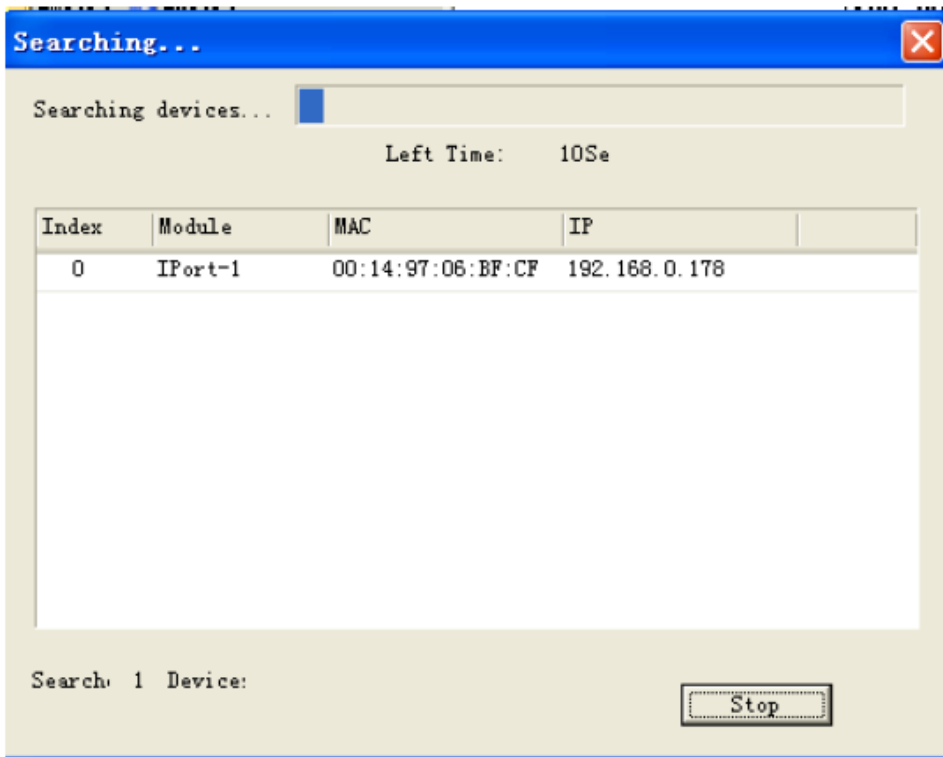 Searching...
Searching devices...
Left Time: 10Se
Index Module MAC IP
0 IPort-1 00:14:97:06:BF:CF 192.168.0.178
Search 1 Device:
Stop